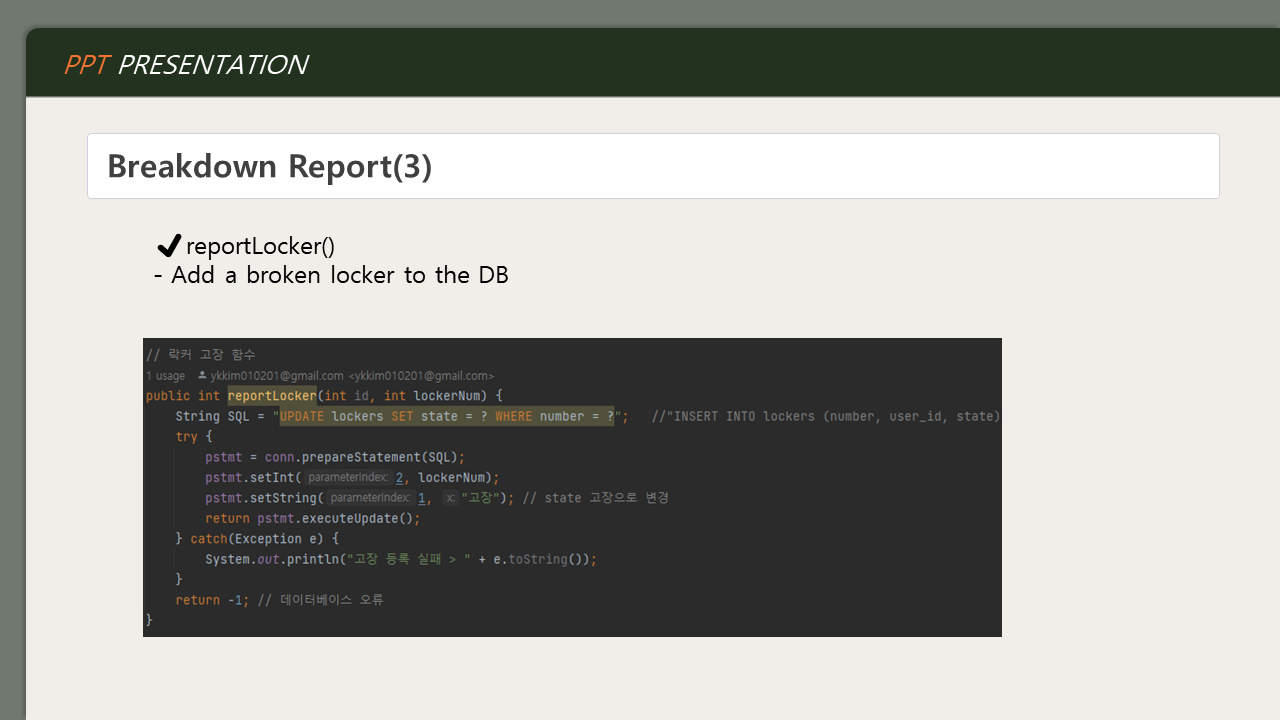 PPT PRESENTATION
Breakdown Report(3)
✔reportLocker()
- Add a broken locker to the DB
// 락커 고장 함수
1 usage ykkim010201@gmail.com <ykkim010201@gmail.com>
public int reportLocker(int id, int lockerNum) {
String SQL = "UPDATE lockers SET state = ? WHERE number = ?"; //"INSERT INTO lockers (number, user_id, state)
try {
pstmt = conn.prepareStatement(SQL);
pstmt.setInt( parameterIndex: 2, lockerNum);
pstmt.setString( parameterIndex: 1, x: "고장"); // state 고장으로 변경
return pstmt.executeUpdate();
} catch(Exception e) {
System.out.println("고장 등록 실패 > " + e.toString());
}
return -1; // 데이터베이스 오류
}